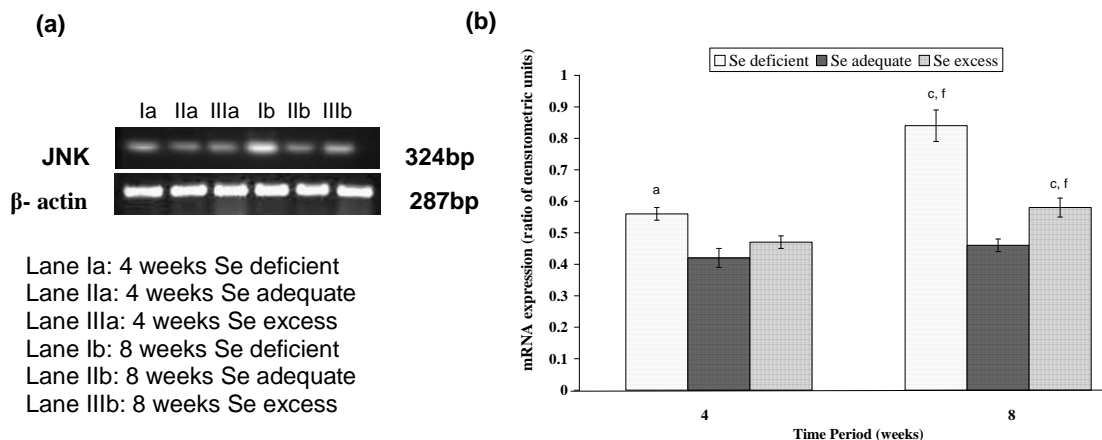 (a)
Ia IIa IIIa Ib IIb IIIb
JNK 324bp
β- actin 287bp
Lane Ia: 4 weeks Se deficient
Lane IIa: 4 weeks Se adequate
Lane IIIa: 4 weeks Se excess
Lane Ib: 8 weeks Se deficient
Lane IIb: 8 weeks Se adequate
Lane IIIb: 8 weeks Se excess
(b)
Se deficient Se adequate Se excess
mRNA expression (ratio of densitometric units)
1
0.9
0.8
0.7
0.6
0.5
0.4
0.3
0.2
0.1
0
a
c, f
c, f
4 8
Time Period (weeks)